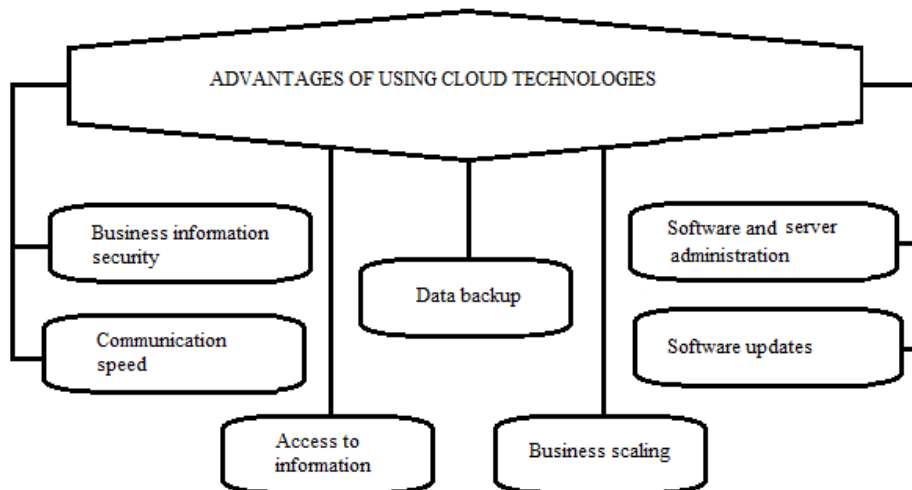 ADVANTAGES OF USING CLOUD TECHNOLOGIES
Business information
security
Communication
speed
Access to
information
Data backup
Business scaling
Software and server
administration
Software updates